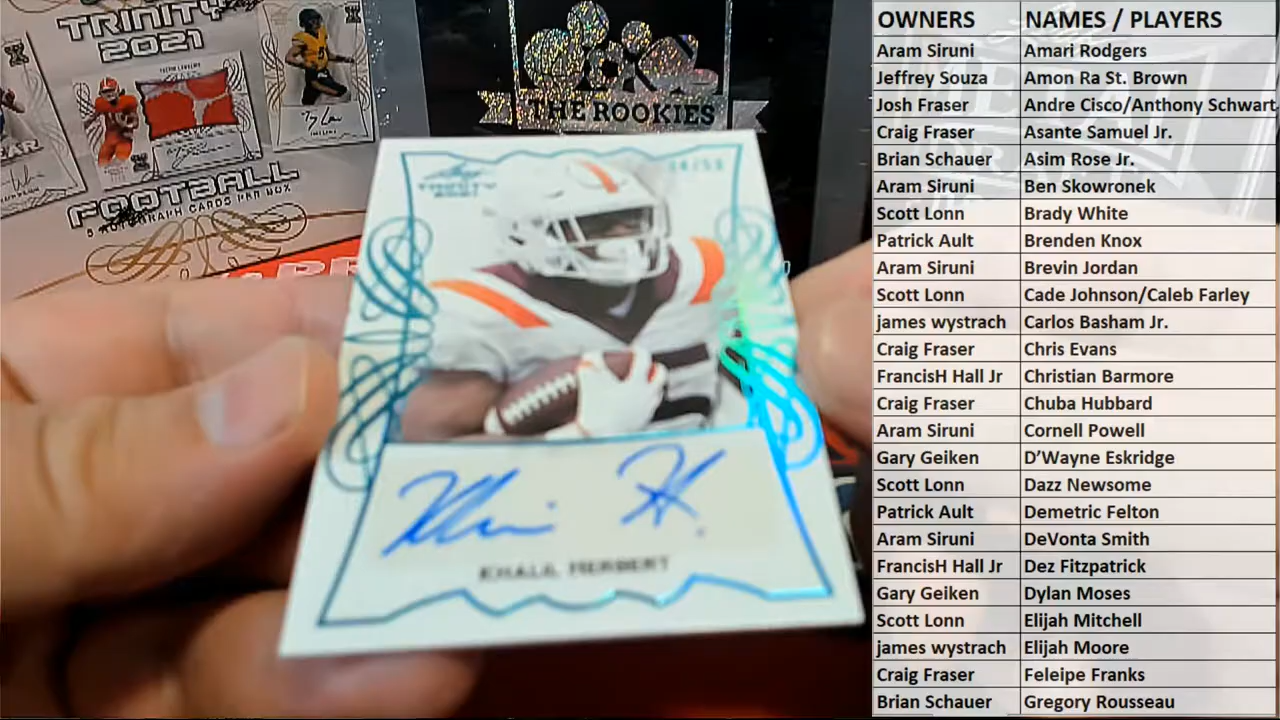 TRINITY
2021
FOOTBALL
5 AUTOGRAPH CARDS PER BOX
THE ROOKIES
TRINITY
KHALIL HERBERT
OWNERS NAMES / PLAYERS
Aram Siruni Amari Rodgers
Jeffrey Souza Amon Ra St. Brown
Josh Fraser Andre Cisco/Anthony Schwart
Craig Fraser Asante Samuel Jr.
Brian Schauer Asim Rose Jr.
Aram Siruni Ben Skowronek
Scott Lonn Brady White
Patrick Ault Brenden Knox
Aram Siruni Brevin Jordan
Scott Lonn Cade Johnson/Caleb Farley
james wystrach Carlos Basham Jr.
Craig Fraser Chris Evans
FrancisH Hall Jr Christian Barmore
Craig Fraser Chuba Hubbard
Aram Siruni Cornell Powell
Gary Geiken D’Wayne Eskridge
Scott Lonn Dazz Newsome
Patrick Ault Demetric Felton
Aram Siruni DeVonta Smith
FrancisH Hall Jr Dez Fitzpatrick
Gary Geiken Dylan Moses
Scott Lonn Elijah Mitchell
james wystrach Elijah Moore
Craig Fraser Feleipe Franks
Brian Schauer Gregory Rousseau